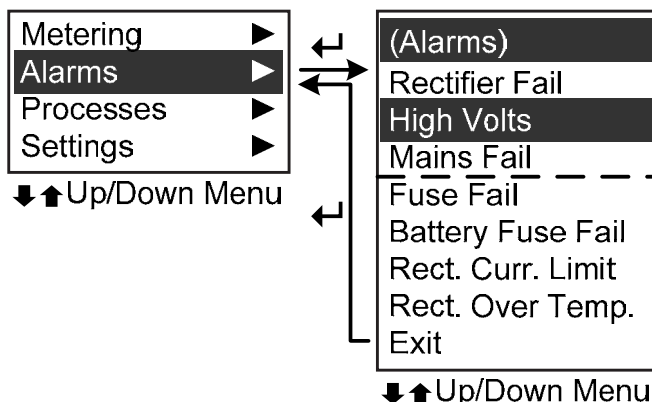 Metering ▶
Alarms ▶
Processes ▶
Settings ▶
⬇⬆Up/Down Menu
(Alarms)
Rectifier Fail
High Volts
Mains Fail
Fuse Fail
Battery Fuse Fail
Rect. Curr. Limit
Rect. Over Temp.
Exit
⬇⬆Up/Down Menu